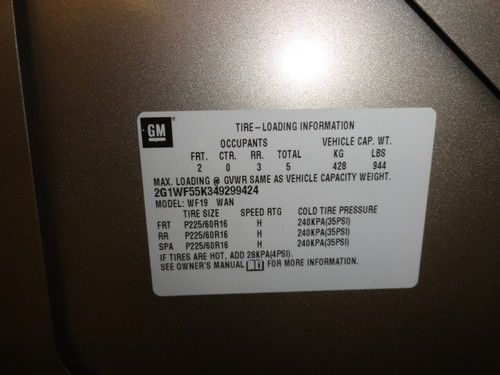 GM
TIRE-LOADING INFORMATION
OCCUPANTS VEHICLE CAP. WT.
FRT. CTR. RR. TOTAL KG LBS
2 0 3 5 428 944
MAX. LOADING @ GVWR SAME AS VEHICLE CAPACITY WEIGHT.
2G1WF55K349299424
MODEL: WF19 WAN
TIRE SIZE SPEED RTG COLD TIRE PRESSURE
FRT P225/60R16 H 240KPA(35PSI)
RR P225/60R16 H 240KPA(35PSI)
SPA P225/60R16 H 240KPA(35PSI)
IF TIRES ARE HOT, ADD 28KPA(4PSI).
SEE OWNER'S MANUAL FOR MORE INFORMATION.